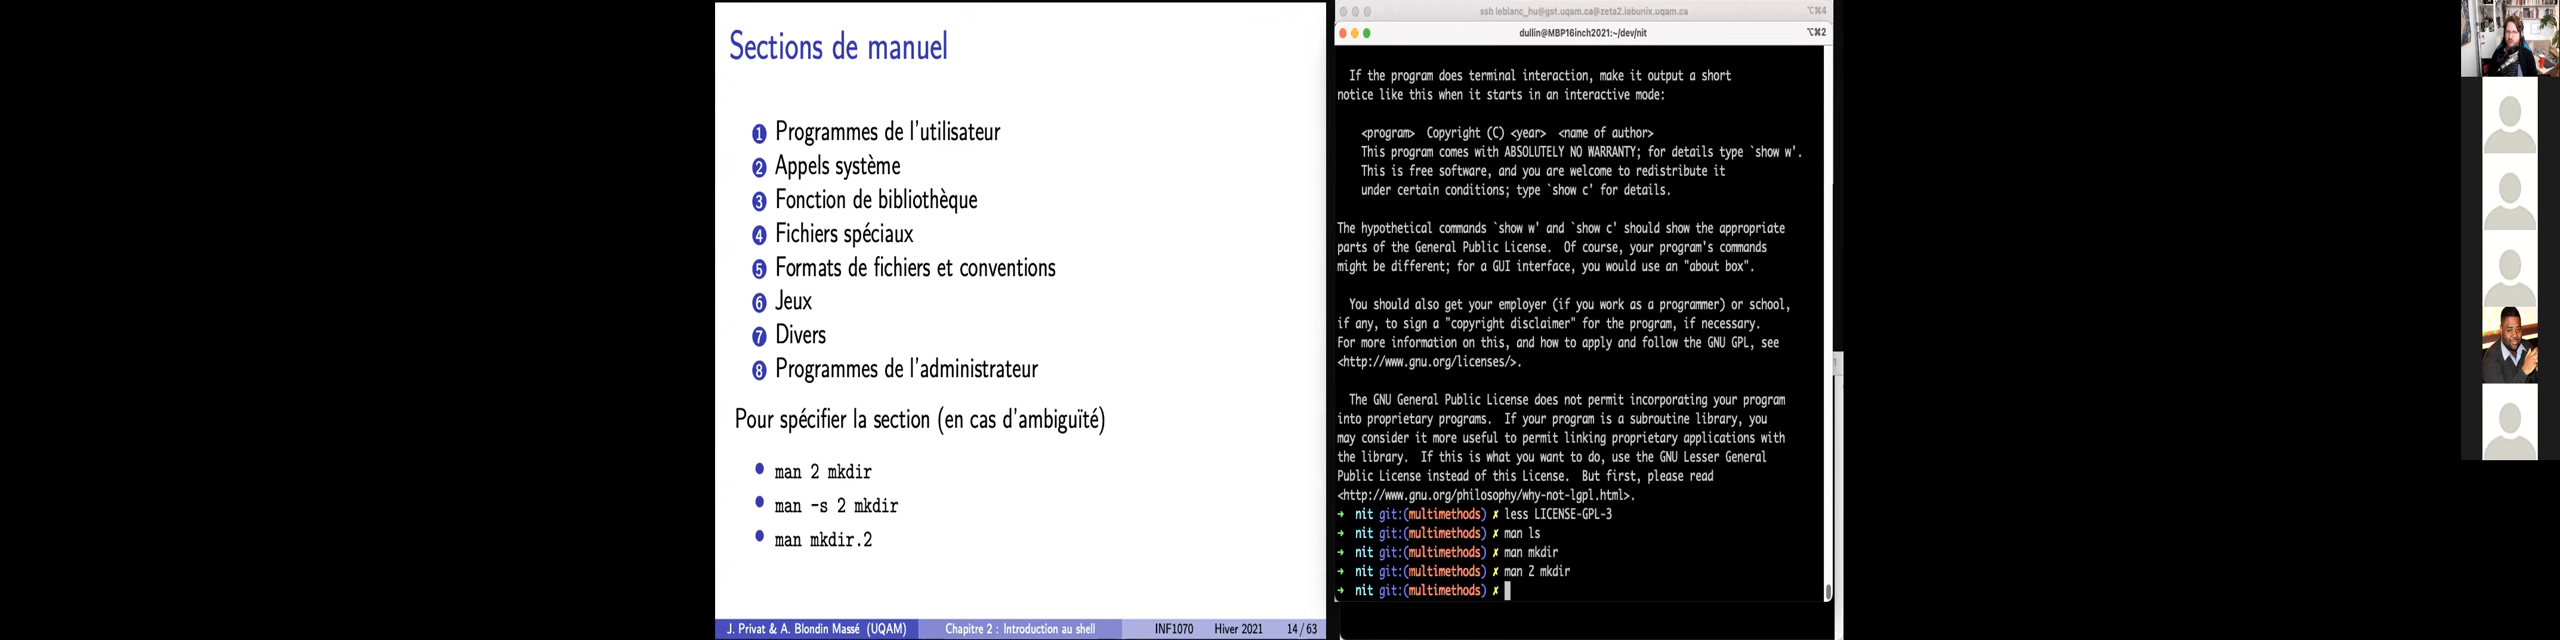 Sections de manuel
1 Programmes de l'utilisateur
2 Appels système
3 Fonction de bibliothèque
4 Fichiers spéciaux
5 Formats de fichiers et conventions
6 Jeux
7 Divers
8 Programmes de l'administrateur
Pour spécifier la section (en cas d'ambiguïté)
• man 2 mkdir
• man -s 2 mkdir
• man mkdir.2
J. Privat & A. Blondin Massé (UQAM) Chapitre 2 : Introduction au shell INF1070 Hiver 2021 14 / 63
ssh leblanc_hu@gst.uqam.ca@zeta2.labunix.uqam.ca ⌥⌘4
dullin@MBP16inch2021:~/dev/nit ⌥⌘2
If the program does terminal interaction, make it output a short
notice like this when it starts in an interactive mode:
<program> Copyright (C) <year> <name of author>
This program comes with ABSOLUTELY NO WARRANTY; for details type `show w'.
This is free software, and you are welcome to redistribute it
under certain conditions; type `show c' for details.
The hypothetical commands `show w' and `show c' should show the appropriate
parts of the General Public License. Of course, your program's commands
might be different; for a GUI interface, you would use an "about box".
You should also get your employer (if you work as a programmer) or school,
if any, to sign a "copyright disclaimer" for the program, if necessary.
For more information on this, and how to apply and follow the GNU GPL, see
<http://www.gnu.org/licenses/>.
The GNU General Public License does not permit incorporating your program
into proprietary programs. If your program is a subroutine library, you
may consider it more useful to permit linking proprietary applications with
the library. If this is what you want to do, use the GNU Lesser General
Public License instead of this License. But first, please read
<http://www.gnu.org/philosophy/why-not-lgpl.html>.
➜ nit git:(multimethods) ✗ less LICENSE-GPL-3
➜ nit git:(multimethods) ✗ man ls
➜ nit git:(multimethods) ✗ man mkdir
➜ nit git:(multimethods) ✗ man 2 mkdir
➜ nit git:(multimethods) ✗